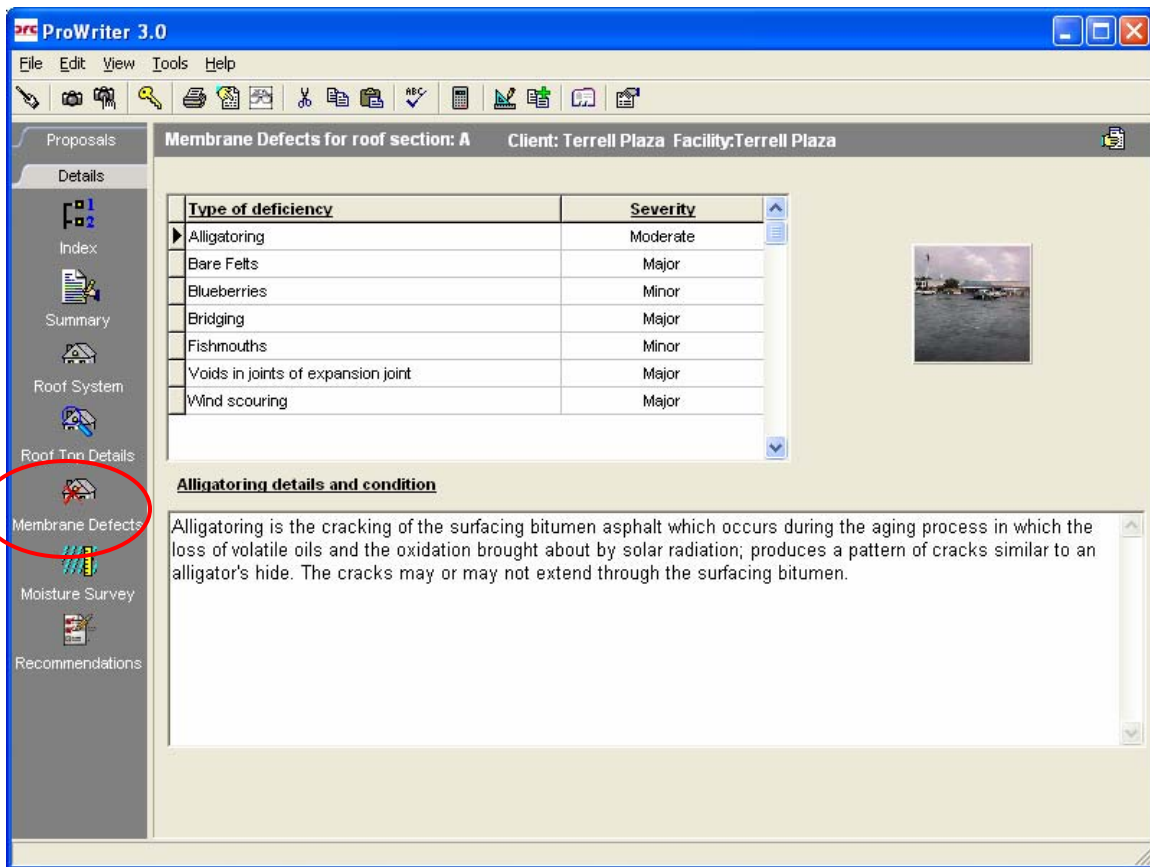 prc ProWriter 3.0
File Edit View Tools Help
ABC
Proposals
Details
1
2
Index
Summary
Roof System
Roof Top Details
Membrane Defects
Moisture Survey
Recommendations
Membrane Defects for roof section: A Client: Terrell Plaza Facility:Terrell Plaza
Type of deficiency Severity
Alligatoring Moderate
Bare Felts Major
Blueberries Minor
Bridging Major
Fishmouths Minor
Voids in joints of expansion joint Major
Wind scouring Major
Alligatoring details and condition
Alligatoring is the cracking of the surfacing bitumen asphalt which occurs during the aging process in which the
loss of volatile oils and the oxidation brought about by solar radiation; produces a pattern of cracks similar to an
alligator's hide. The cracks may or may not extend through the surfacing bitumen.